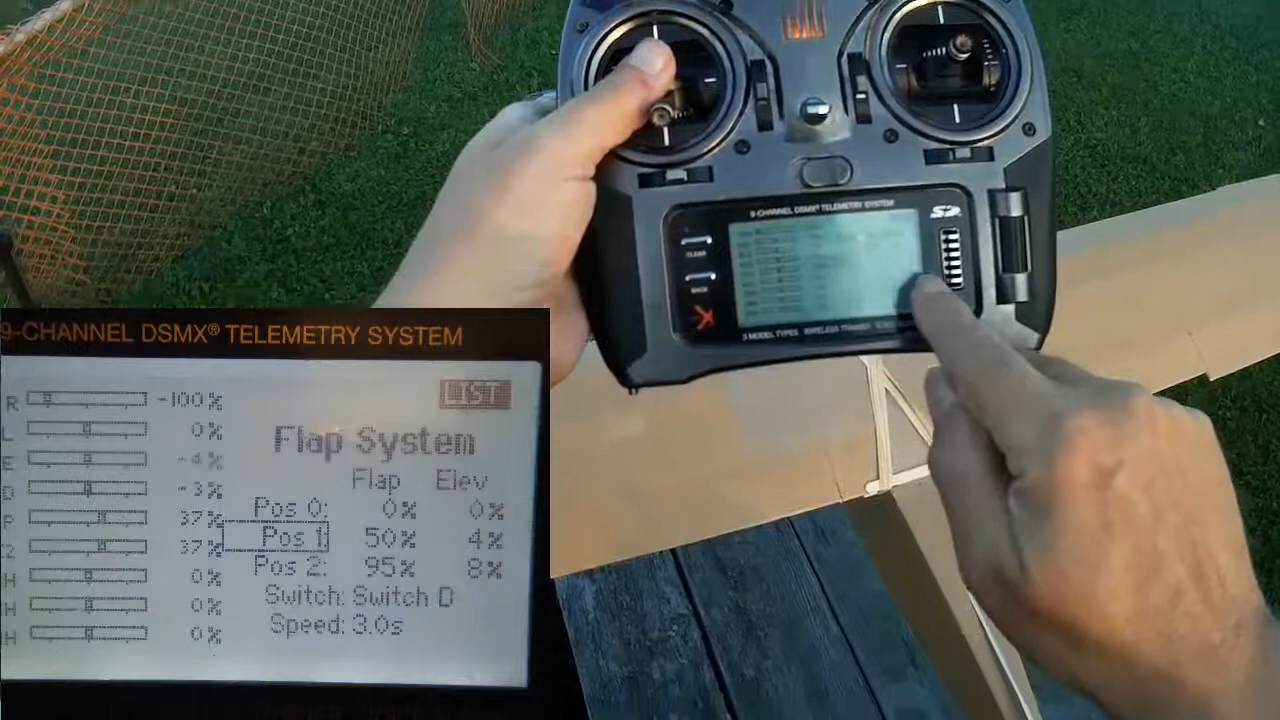 9-CHANNEL DSMX® TELEMETRY SYSTEM
SD
CLEAR
BACK
3 MODEL TYPES WIRELESS TRAINER
9-CHANNEL DSMX® TELEMETRY SYSTEM
LIST
Flap System
Flap Elev
Pos 0: 0% 0%
Pos 1: 50% 4%
Pos 2: 95% 8%
Switch: Switch D
Speed: 3.0s
R -100%
L 0%
E -4%
D -3%
P 37%
2 37%
H 0%
H 0%
H 0%